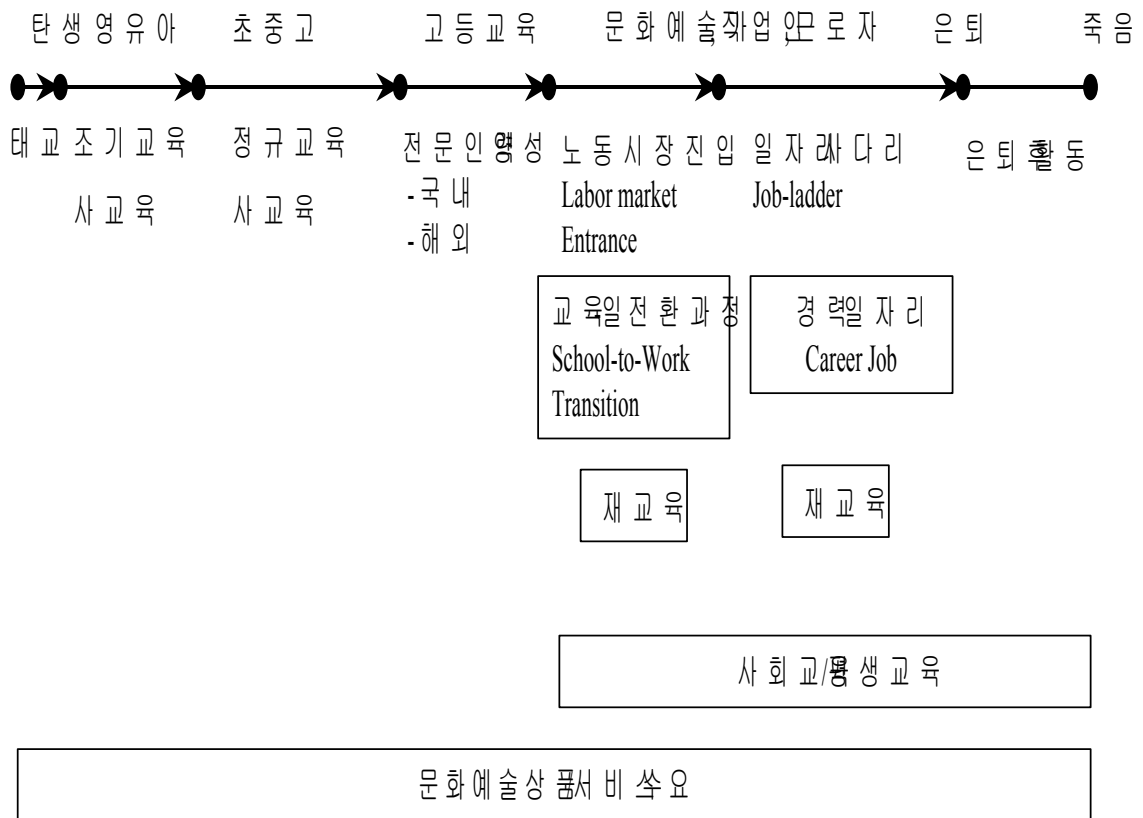 탄생 영유아 초중고 고등교육 문화예술 근로자 은퇴 죽음
태교 조기교육 정규교육 전문인력양성 노동시장진입 일자리 사다리 은퇴후 활동
사교육 사교육 -국내 Labor market Job-ladder
-해외 Entrance
교육-일전환과정 경력일자리
School-to-Work Career Job
Transition
재교육 재교육
사회교육/평생교육
문화예술상품/서비스 수요